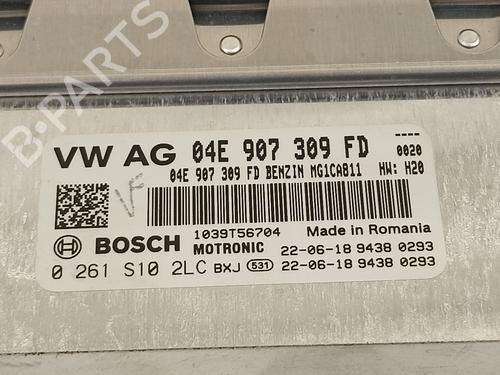 B-PARTS
VW AG 04E 907 309 FD
----
0020
04E 907 309 FD BENZIN MG1CA811 HW: H20
VF
1039T56704
Made in Romania
BOSCH MOTRONIC 22-06-18 9438 0293
0 261 S10 2LC BXJ 531 22-06-18 9438 0293